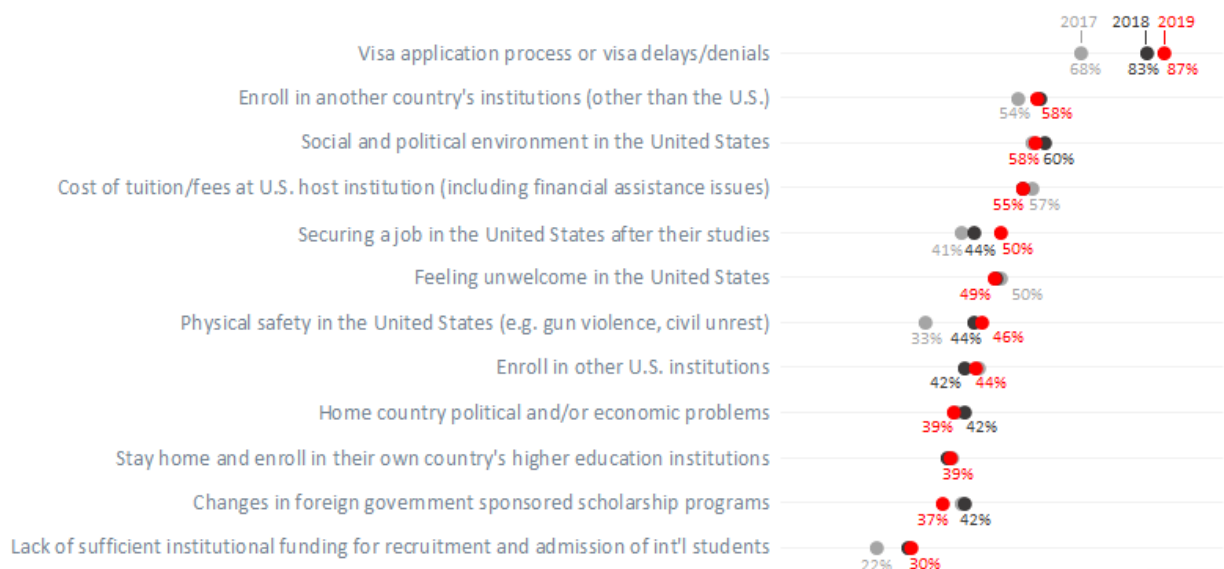 2017 2018 2019
Visa application process or visa delays/denials
68% 83% 87%
Enroll in another country's institutions (other than the U.S.)
54% 58%
Social and political environment in the United States
58% 60%
Cost of tuition/fees at U.S. host institution (including financial assistance issues)
55% 57%
Securing a job in the United States after their studies
41% 44% 50%
Feeling unwelcome in the United States
49% 50%
Physical safety in the United States (e.g. gun violence, civil unrest)
33% 44% 46%
Enroll in other U.S. institutions
42% 44%
Home country political and/or economic problems
39% 42%
Stay home and enroll in their own country's higher education institutions
39%
Changes in foreign government sponsored scholarship programs
37% 42%
Lack of sufficient institutional funding for recruitment and admission of int'l students
22% 30%